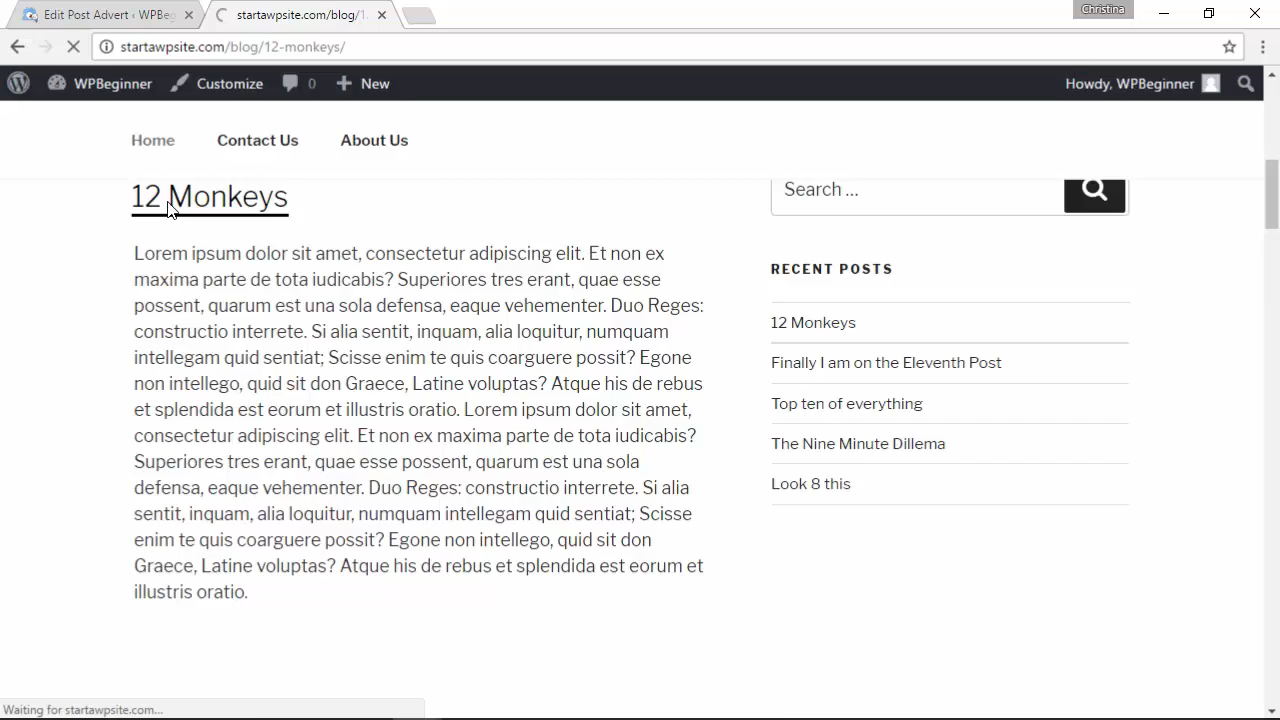 Edit Post Advert ‹ WPBeg
startawpsite.com/blog/1
Christina
startawpsite.com/blog/12-monkeys/
WPBeginner
Customize
0
New
Howdy, WPBeginner
Home
Contact Us
About Us
12 Monkeys
Lorem ipsum dolor sit amet, consectetur adipiscing elit. Et non ex
maxima parte de tota iudicabis? Superiores tres erant, quae esse
possent, quarum est una sola defensa, eaque vehementer. Duo Reges:
constructio interrete. Si alia sentit, inquam, alia loquitur, numquam
intellegam quid sentiat; Scisse enim te quis coarguere possit? Egone
non intellego, quid sit don Graece, Latine voluptas? Atque his de rebus
et splendida est eorum et illustris oratio. Lorem ipsum dolor sit amet,
consectetur adipiscing elit. Et non ex maxima parte de tota iudicabis?
Superiores tres erant, quae esse possent, quarum est una sola
defensa, eaque vehementer. Duo Reges: constructio interrete. Si alia
sentit, inquam, alia loquitur, numquam intellegam quid sentiat; Scisse
enim te quis coarguere possit? Egone non intellego, quid sit don
Graece, Latine voluptas? Atque his de rebus et splendida est eorum et
illustris oratio.
Search …
RECENT POSTS
12 Monkeys
Finally I am on the Eleventh Post
Top ten of everything
The Nine Minute Dillema
Look 8 this
Waiting for startawpsite.com...